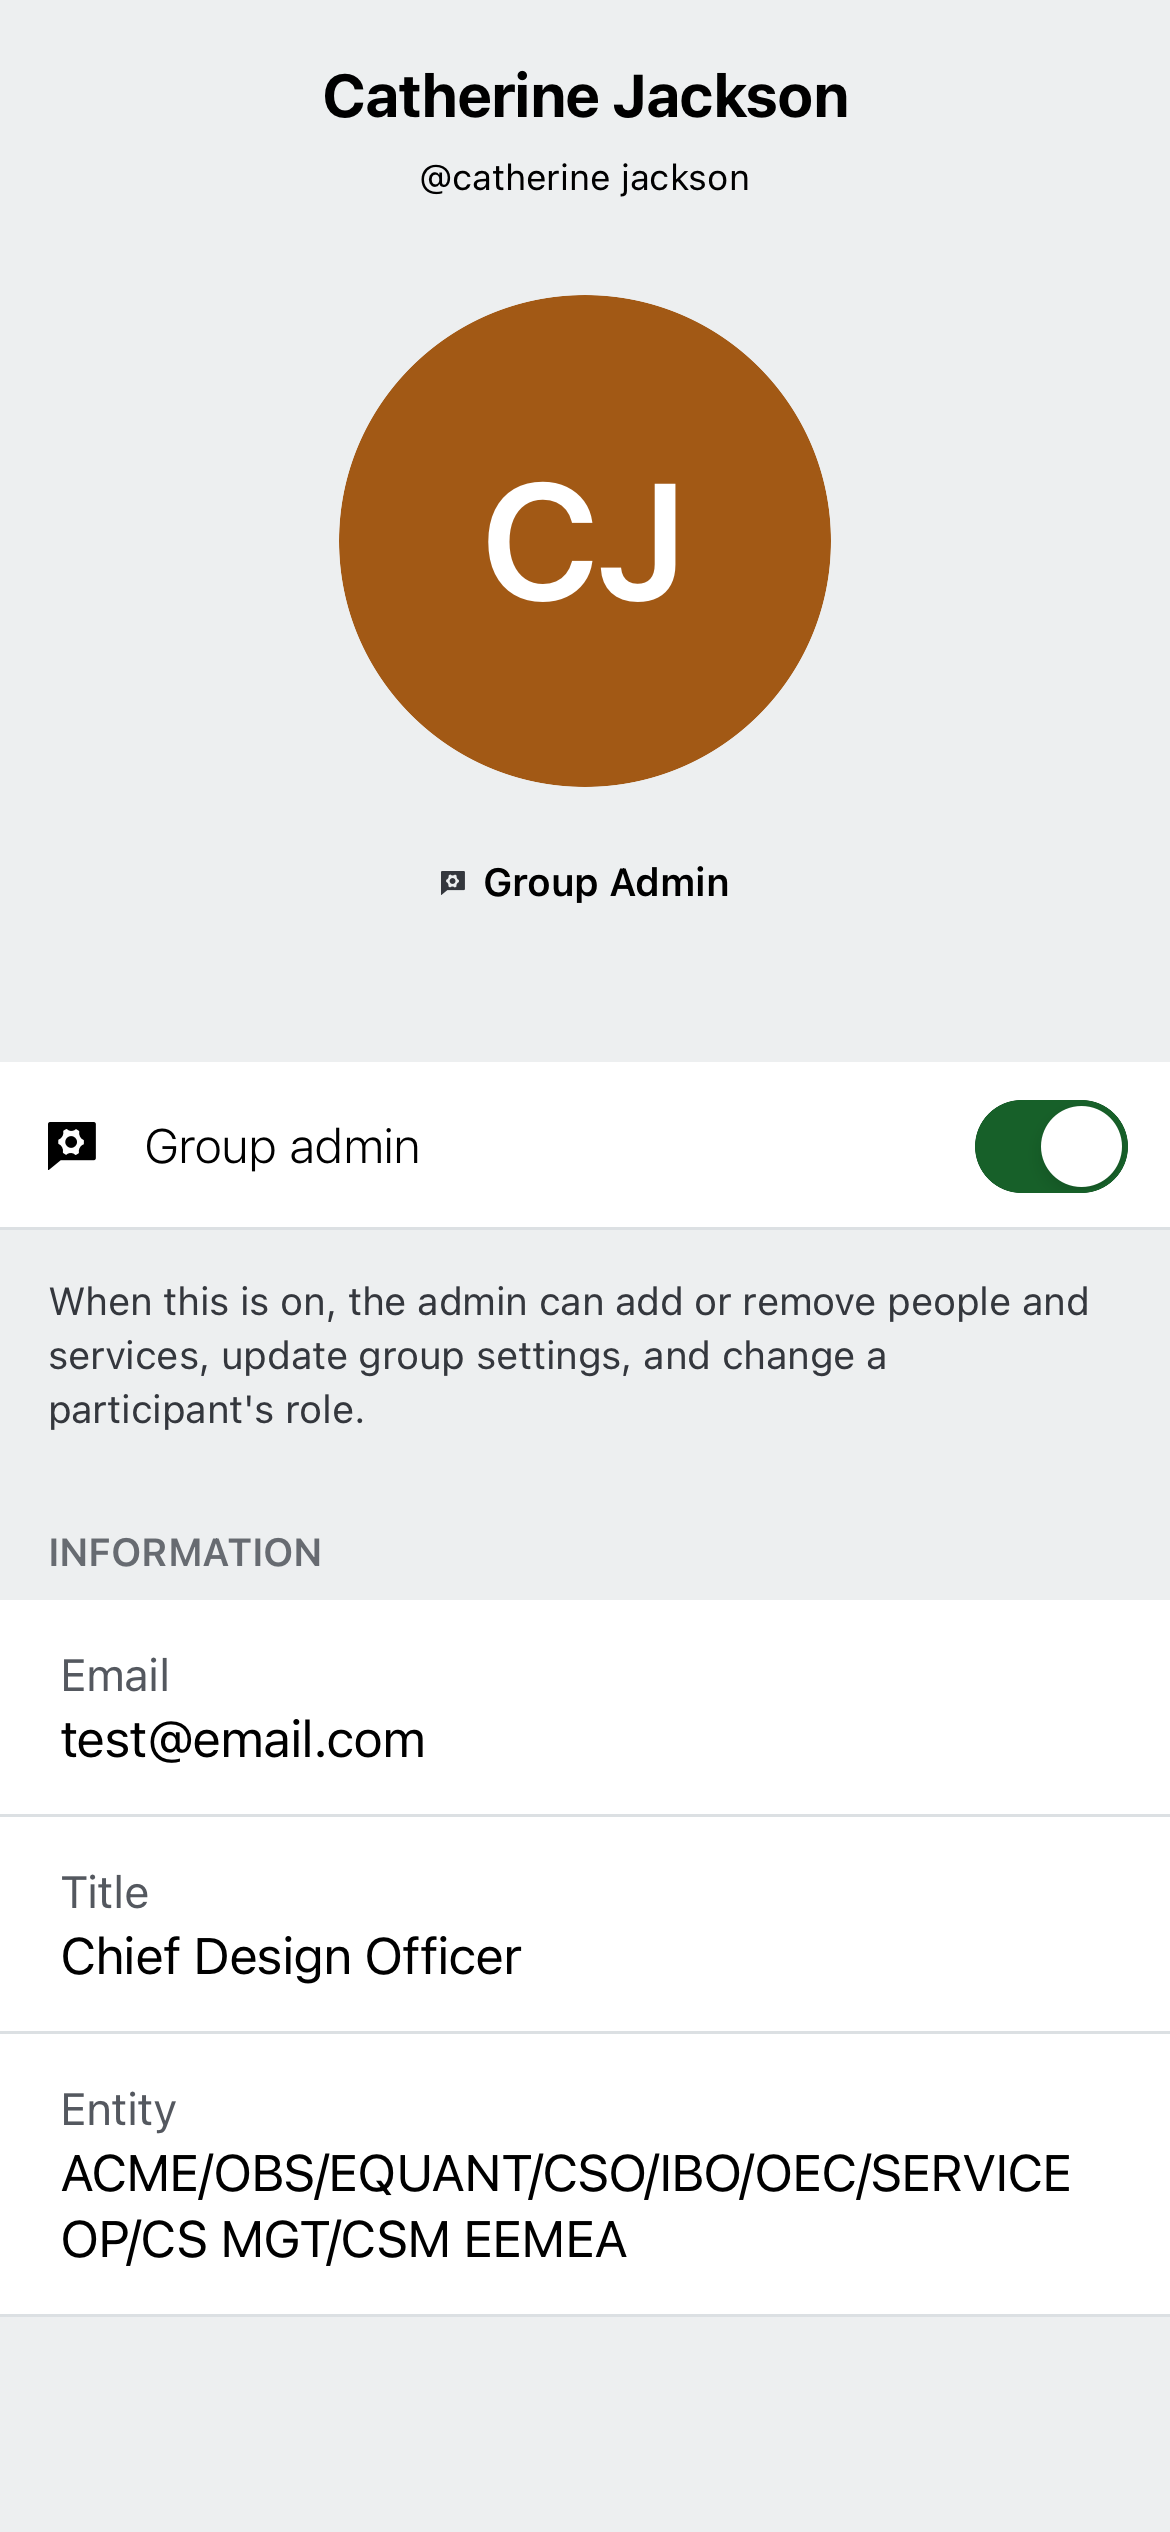 Catherine Jackson
@catherine jackson
CJ
Group Admin
Group admin
When this is on, the admin can add or remove people and
services, update group settings, and change a
participant's role.
INFORMATION
Email
test@email.com
Title
Chief Design Officer
Entity
ACME/OBS/EQUANT/CSO/IBO/OEC/SERVICE
OP/CS MGT/CSM EEMEA